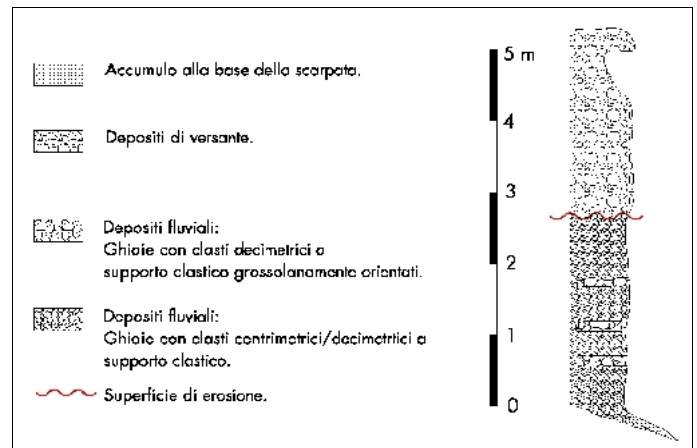 Accumulo alla base della scarpata.
Depositi di versante.
Depositi fluviali:
Ghiaie con clasti decimetrici a
supporto clastico grossolanamente orientati.
Depositi fluviali:
Ghiaie con clasti centrimetrici/decimetrtici a
supporto clastico.
Superficie di erosione.
5 m
4
3
2
1
0